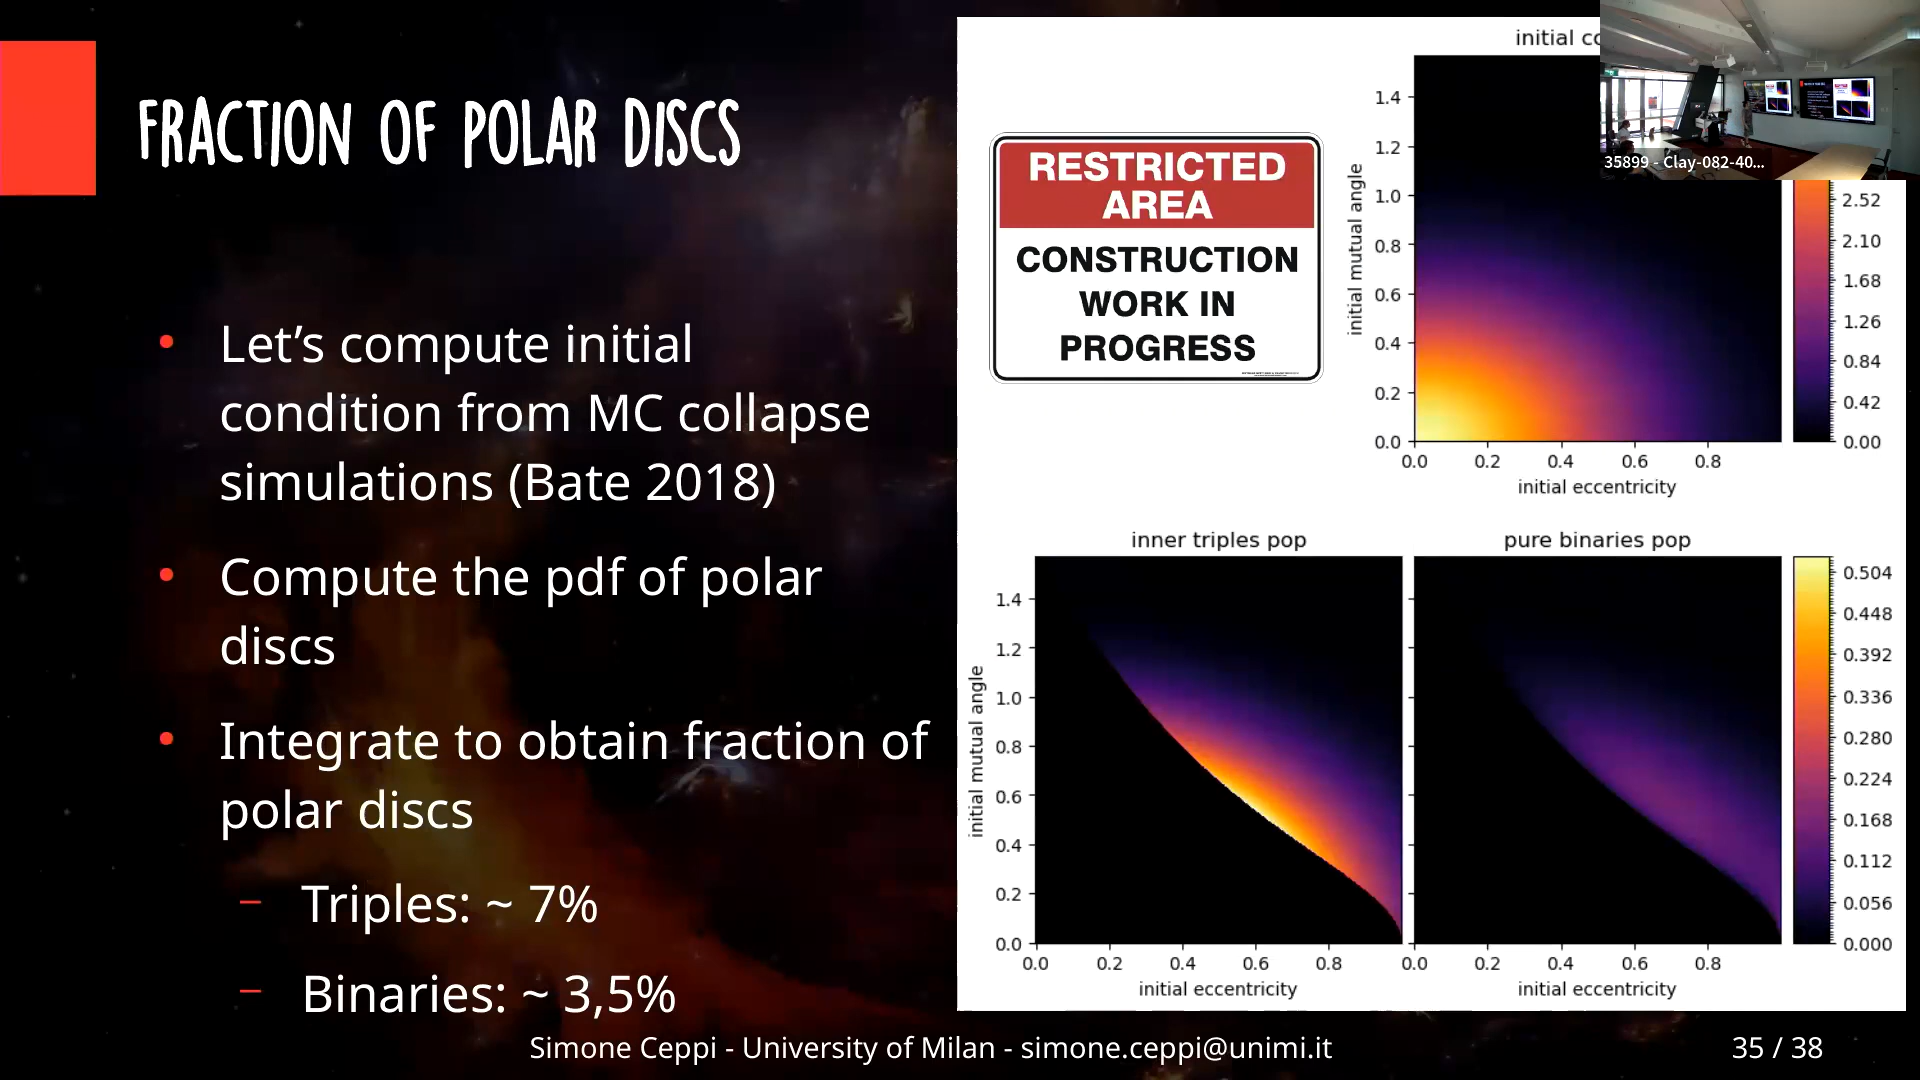 FRACTION OF POLAR DISCS
• Let's compute initial
condition from MC collapse
simulations (Bate 2018)
• Compute the pdf of polar
discs
• Integrate to obtain fraction of
polar discs
– Triples: ~ 7%
– Binaries: ~ 3,5%
RESTRICTED
AREA
CONSTRUCTION
WORK IN
PROGRESS
initial
initial mutual angle
1.4
1.2
1.0
0.8
0.6
0.4
0.2
0.0
0.0 0.2 0.4 0.6 0.8
initial eccentricity
2.52
2.10
1.68
1.26
0.84
0.42
0.00
35899 - Clay-082-40...
inner triples pop
initial mutual angle
1.4
1.2
1.0
0.8
0.6
0.4
0.2
0.0
0.0 0.2 0.4 0.6 0.8
initial eccentricity
pure binaries pop
0.0 0.2 0.4 0.6 0.8
initial eccentricity
0.504
0.448
0.392
0.336
0.280
0.224
0.168
0.112
0.056
0.000
Simone Ceppi - University of Milan - simone.ceppi@unimi.it
35 / 38